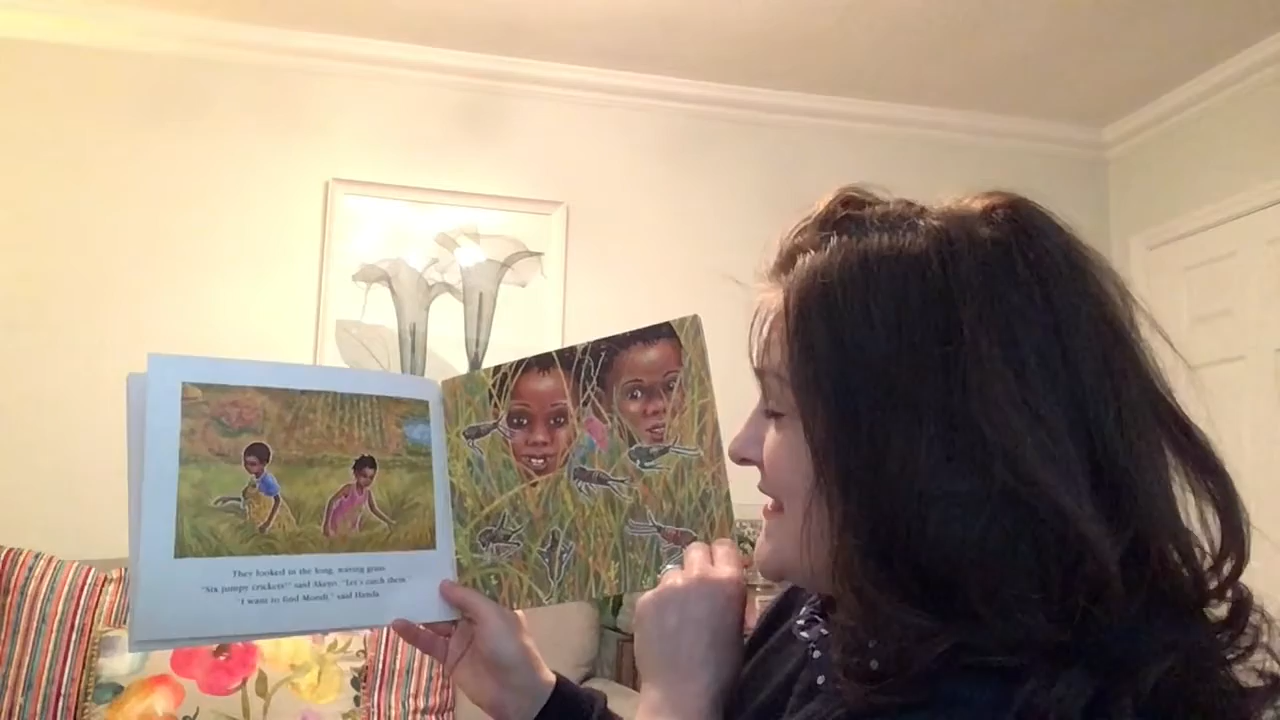 They looked in the long, waving grass.
"Six jumpy crickets!" said Akeyo. "Let's catch them."
"I want to find Mondi," said Handa.